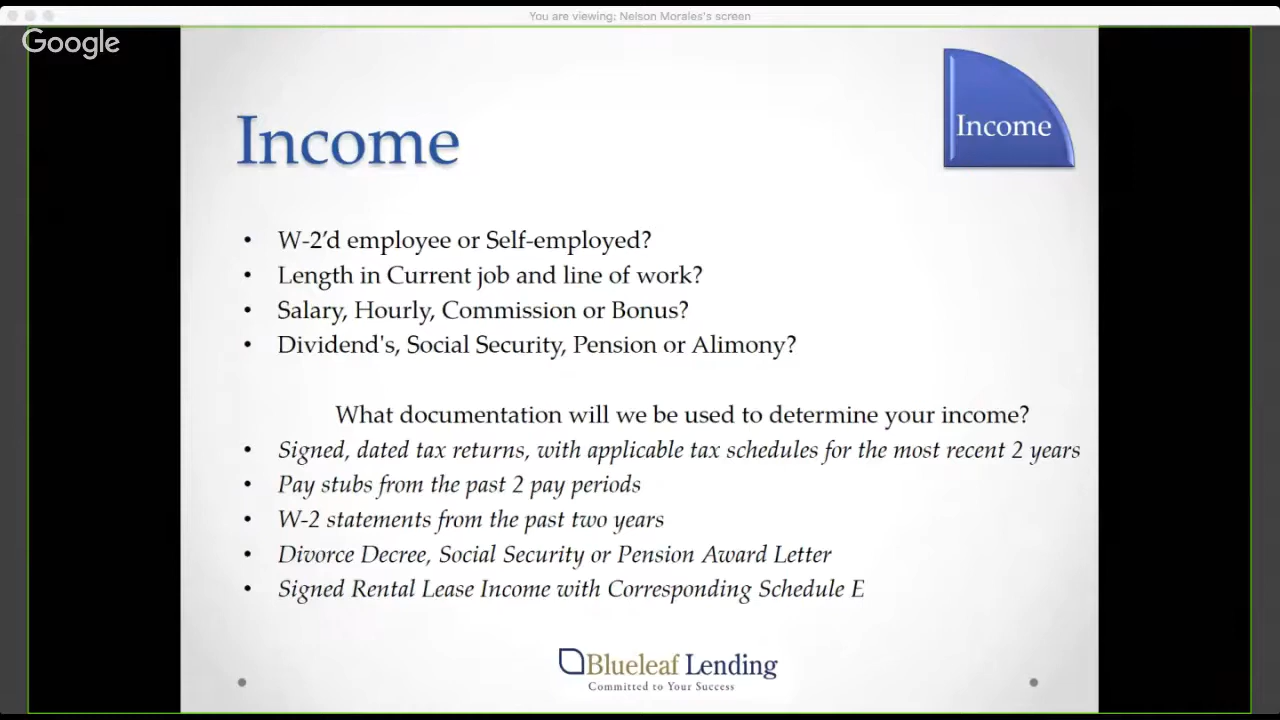 You are viewing: Nelson Morales's screen
Google
Income
Income
• W-2'd employee or Self-employed?
• Length in Current job and line of work?
• Salary, Hourly, Commission or Bonus?
• Dividend's, Social Security, Pension or Alimony?
What documentation will we be used to determine your income?
• Signed, dated tax returns, with applicable tax schedules for the most recent 2 years
• Pay stubs from the past 2 pay periods
• W-2 statements from the past two years
• Divorce Decree, Social Security or Pension Award Letter
• Signed Rental Lease Income with Corresponding Schedule E
Blueleaf Lending
Committed to Your Success